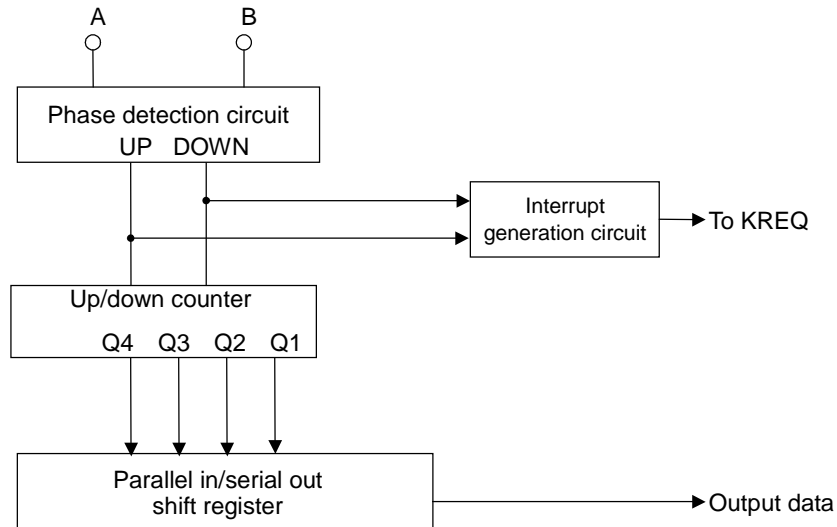 A B
Phase detection circuit
UP DOWN
Interrupt
generation circuit
To KREQ
Up/down counter
Q4 Q3 Q2 Q1
Parallel in/serial out
shift register
Output data